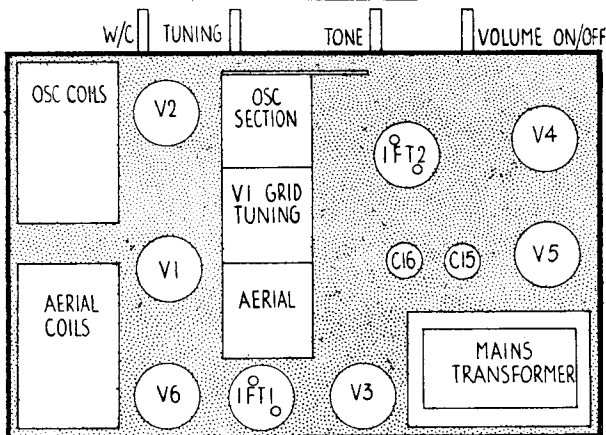 W/C TUNING TONE VOLUME ON/OFF
OSC COILS
V2
OSC
SECTION
IFT2
V4
V1 GRID
TUNING
V1
C16
C15
V5
AERIAL
COILS
AERIAL
MAINS
TRANSFORMER
V6
IFT1
V3